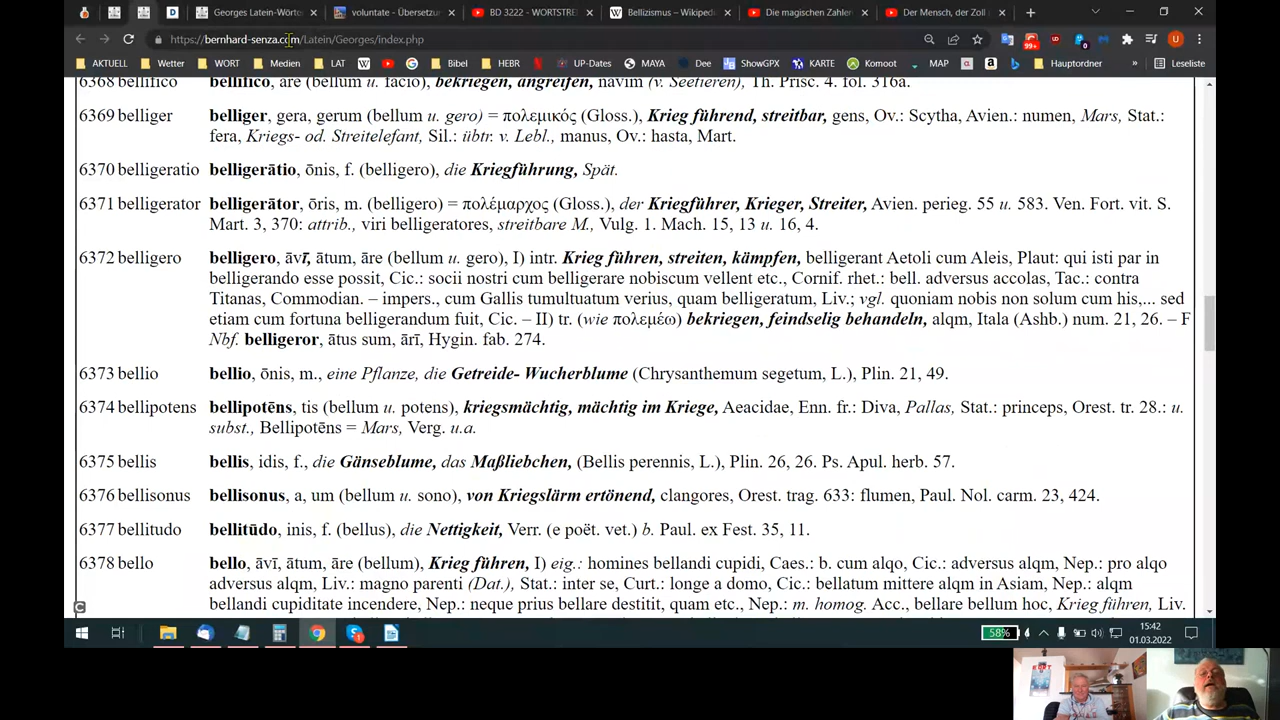 Georges Latein-Wörte
voluntate - Übersetzun
BD 3222 - WORTSTRE
Bellizismus – Wikiped
Die magischen Zahlen
Der Mensch, der Zoll
https://bernhard-senza.com/Latein/Georges/index.php
AKTUELL Wetter WORT Medien LAT Bibel HEBR UP-Dates MAYA Dee ShowGPX KARTE Komoot MAP Hauptordner Leseliste
6368 bellifico bellifico, āre (bellum u. facio), bekriegen, angreifen, navim (v. Seetieren), Th. Prisc. 4. fol. 316a.
6369 belliger belliger, gera, gerum (bellum u. gero) = πολεμικός (Gloss.), Krieg führend, streitbar, gens, Ov.: Scytha, Avien.: numen, Mars, Stat.:
fera, Kriegs- od. Streitelefant, Sil.: übtr. v. Lebl., manus, Ov.: hasta, Mart.
6370 belligeratio belligerātio, ōnis, f. (belligero), die Kriegführung, Spät.
6371 belligerator belligerātor, ōris, m. (belligero) = πολέμαρχος (Gloss.), der Kriegführer, Krieger, Streiter, Avien. perieg. 55 u. 583. Ven. Fort. vit. S.
Mart. 3, 370: attrib., viri belligeratores, streitbare M., Vulg. 1. Mach. 15, 13 u. 16, 4.
6372 belligero belligero, āvī, ātum, āre (bellum u. gero), I) intr. Krieg führen, streiten, kämpfen, belligerant Aetoli cum Aleis, Plaut: qui isti par in
belligerando esse possit, Cic.: socii nostri cum belligerare nobiscum vellent etc., Cornif. rhet.: bell. adversus accolas, Tac.: contra
Titanas, Commodian. – impers., cum Gallis tumultuatum verius, quam belligeratum, Liv.; vgl. quoniam nobis non solum cum his,... sed
etiam cum fortuna belligerandum fuit, Cic. – II) tr. (wie πολεμέω) bekriegen, feindselig behandeln, alqm, Itala (Ashb.) num. 21, 26. – F
Nbf. belligeror, ātus sum, ārī, Hygin. fab. 274.
6373 bellio bellio, ōnis, m., eine Pflanze, die Getreide- Wucherblume (Chrysanthemum segetum, L.), Plin. 21, 49.
6374 bellipotens bellipotēns, tis (bellum u. potens), kriegsmächtig, mächtig im Kriege, Aeacidae, Enn. fr.: Diva, Pallas, Stat.: princeps, Orest. tr. 28.: u.
subst., Bellipotēns = Mars, Verg. u.a.
6375 bellis bellis, idis, f., die Gänseblume, das Maßliebchen, (Bellis perennis, L.), Plin. 26, 26. Ps. Apul. herb. 57.
6376 bellisonus bellisonus, a, um (bellum u. sono), von Kriegslärm ertönend, clangores, Orest. trag. 633: flumen, Paul. Nol. carm. 23, 424.
6377 bellitudo bellitūdo, inis, f. (bellus), die Nettigkeit, Verr. (e poët. vet.) b. Paul. ex Fest. 35, 11.
6378 bello bello, āvī, ātum, āre (bellum), Krieg führen, I) eig.: homines bellandi cupidi, Caes.: b. cum alqo, Cic.: adversus alqm, Nep.: pro alqo
adversus alqm, Liv.: magno parenti (Dat.), Stat.: inter se, Curt.: longe a domo, Cic.: bellatum mittere alqm in Asiam, Nep.: alqm
bellandi cupiditate incendere, Nep.: neque prius bellare destitit, quam etc., Nep.: m. homog. Acc., bellare bellum hoc, Krieg führen, Liv.
58%
15:42
01.03.2022